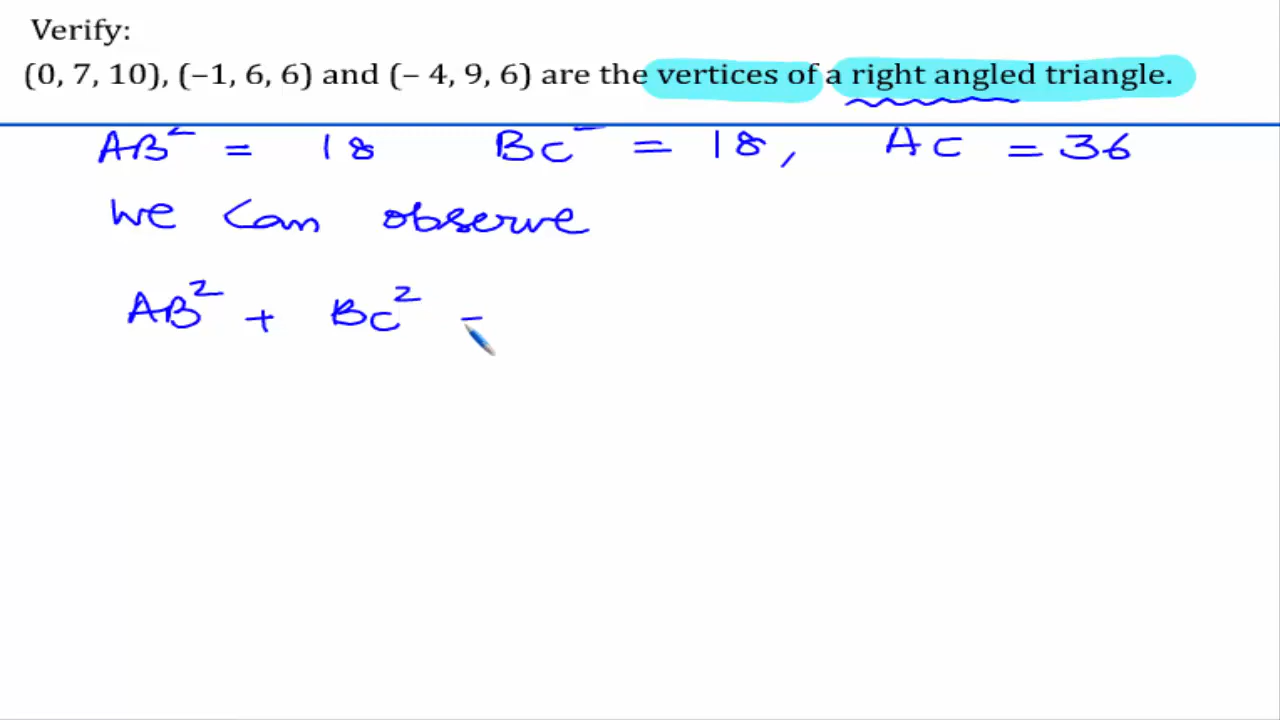 Verify:
(0, 7, 10), (–1, 6, 6) and (– 4, 9, 6) are the vertices of a right angled triangle.
AB² = 18 BC² = 18, AC = 36
we can observe
AB² + BC² -